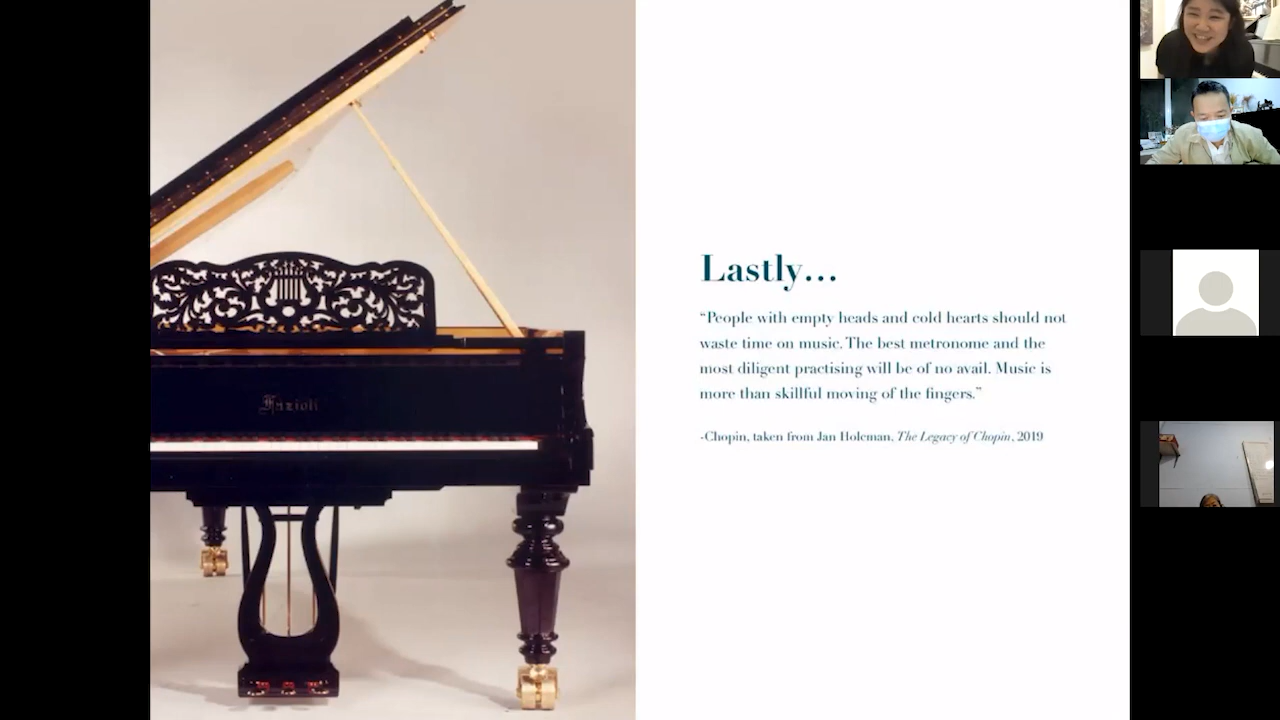 Fazioli
Lastly...
“People with empty heads and cold hearts should not
waste time on music. The best metronome and the
most diligent practising will be of no avail. Music is
more than skillful moving of the fingers.”
-Chopin, taken from Jan Holcman, The Legacy of Chopin, 2019